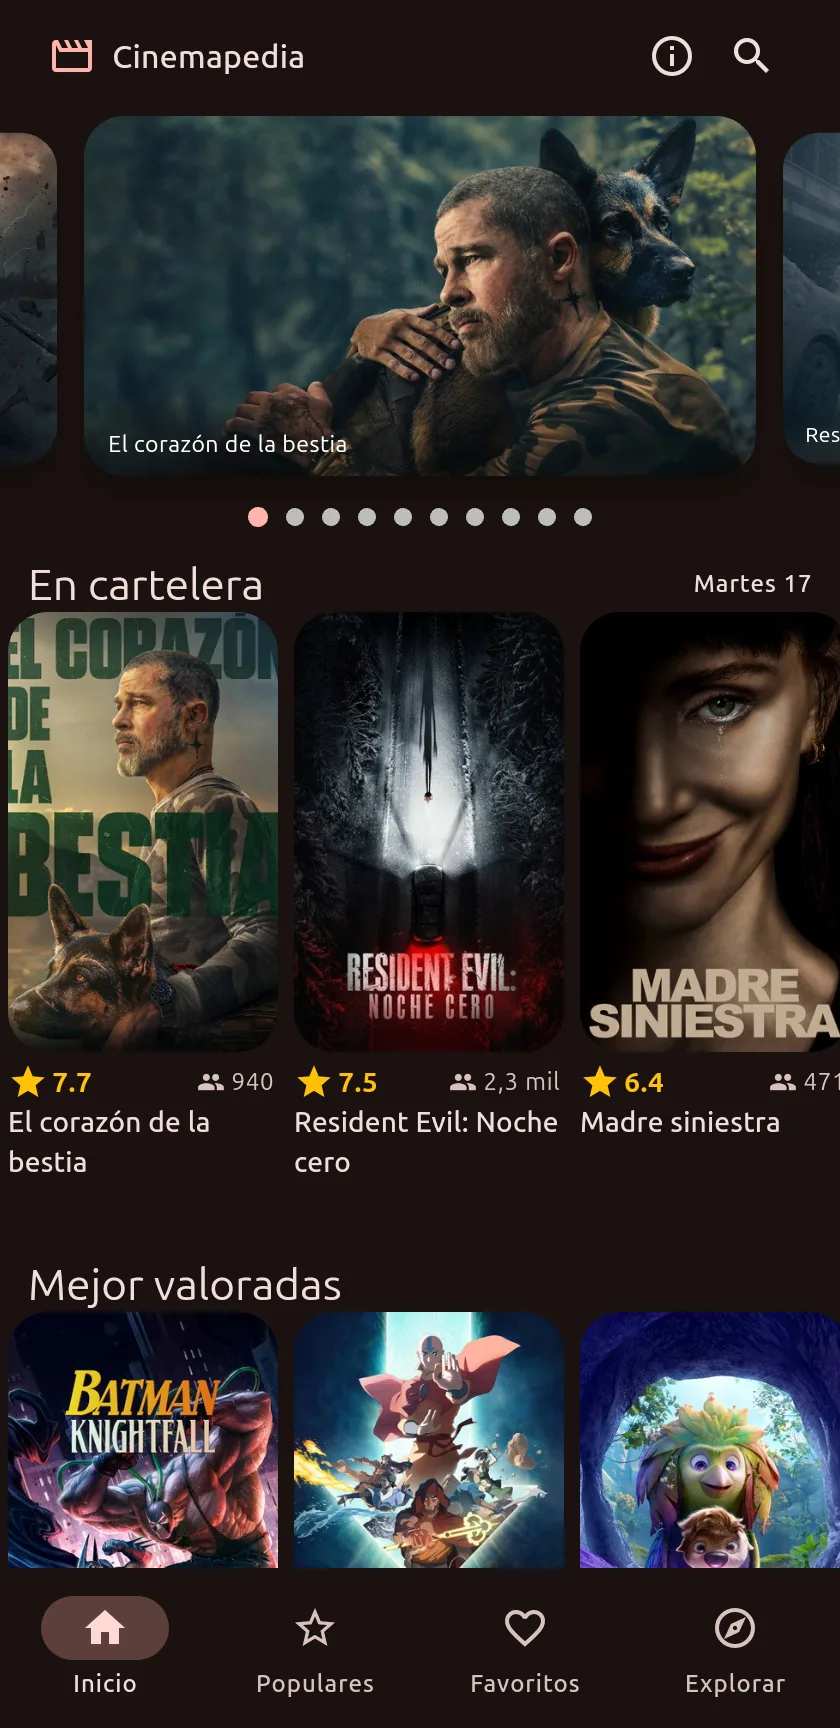 Cinemapedia
El corazón de la bestia
Res
En cartelera
Martes 17
EL CORAZÓN
DE
LA
BESTIA
RESIDENT EVIL:
NOCHE CERO
MADRE
SINIESTRA
7.7 940
7.5 2,3 mil
6.4 471
El corazón de la
bestia
Resident Evil: Noche
cero
Madre siniestra
Mejor valoradas
BATMAN
KNIGHTFALL
Inicio
Populares
Favoritos
Explorar